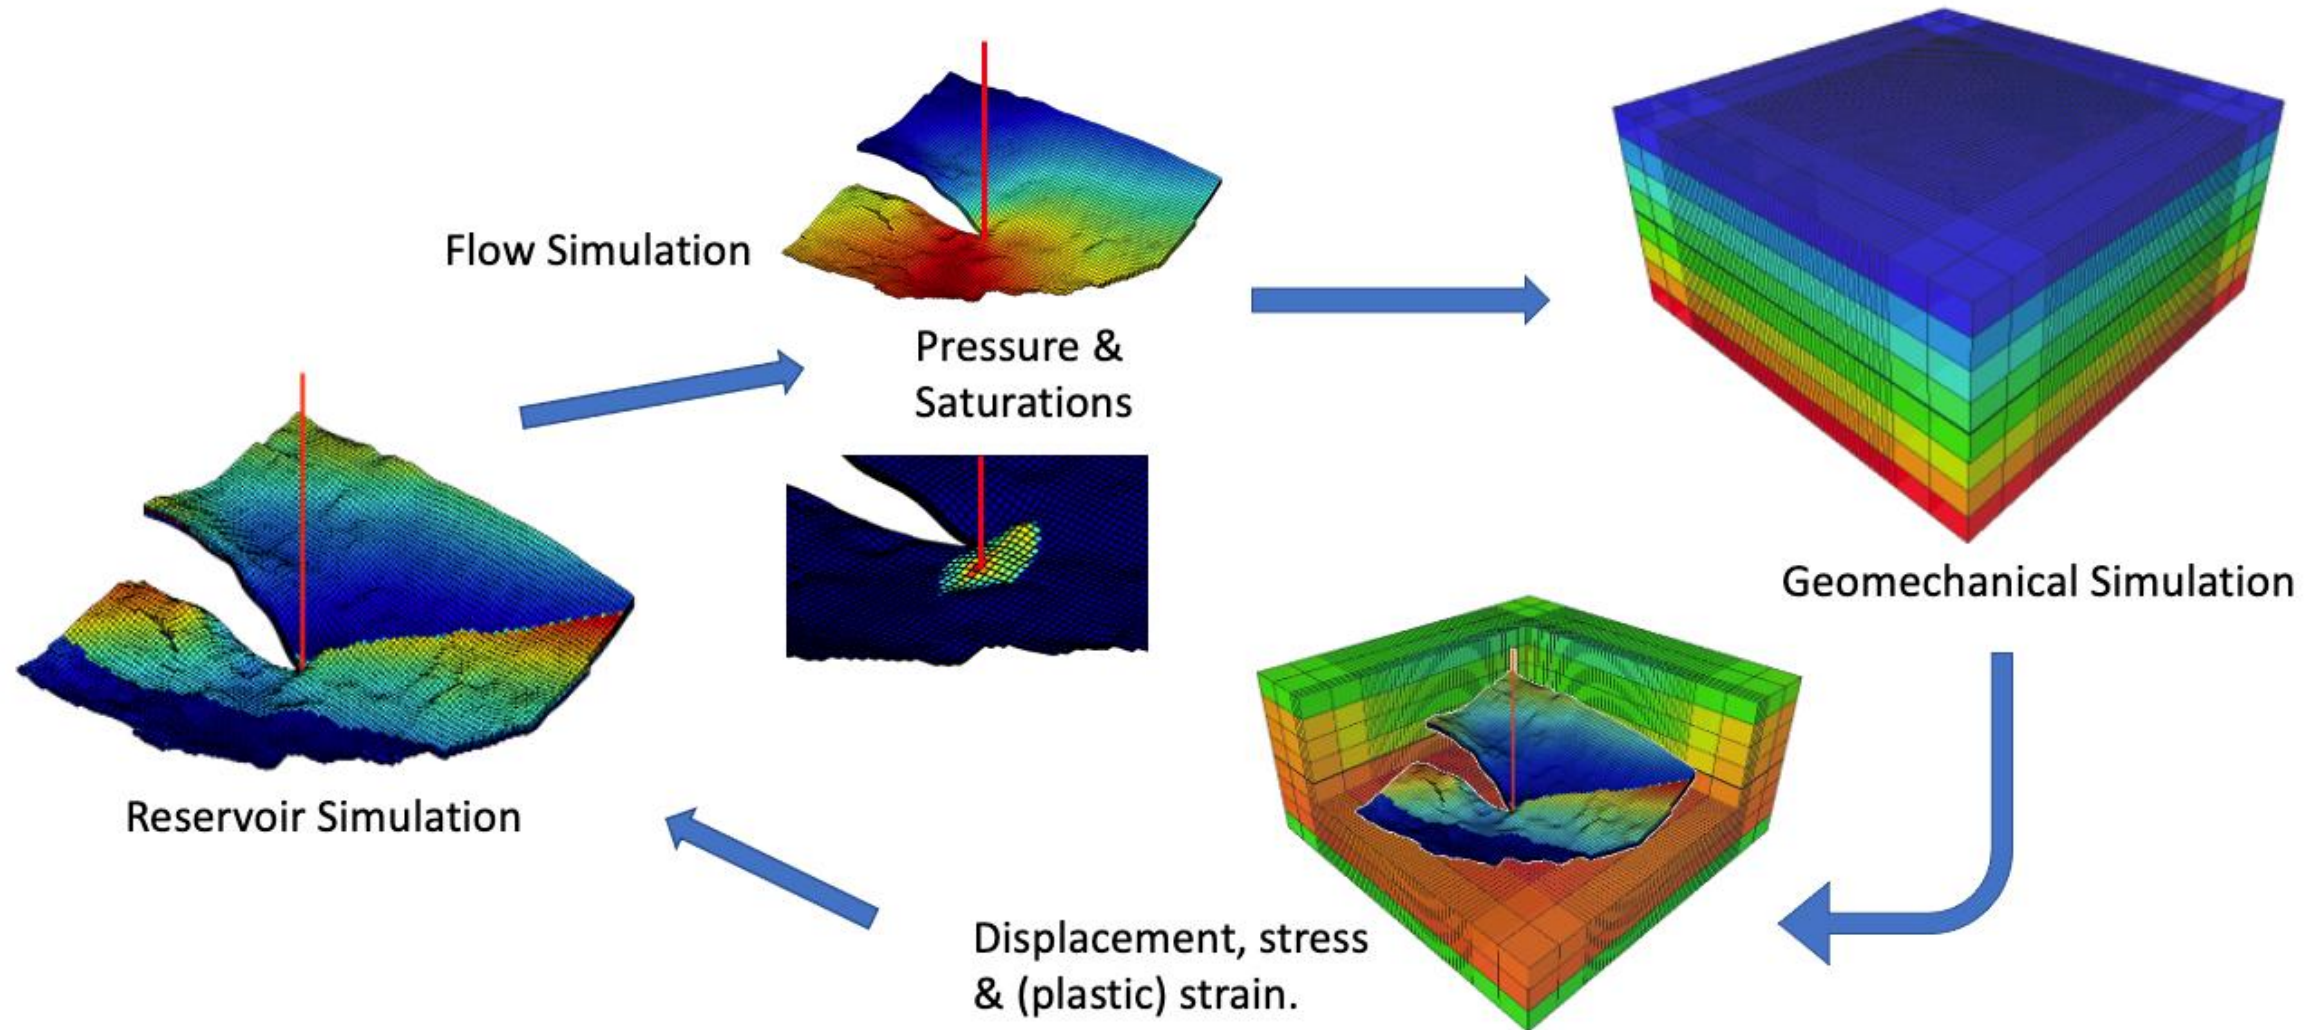 Flow Simulation
Pressure &
Saturations
Geomechanical Simulation
Reservoir Simulation
Displacement, stress
& (plastic) strain.